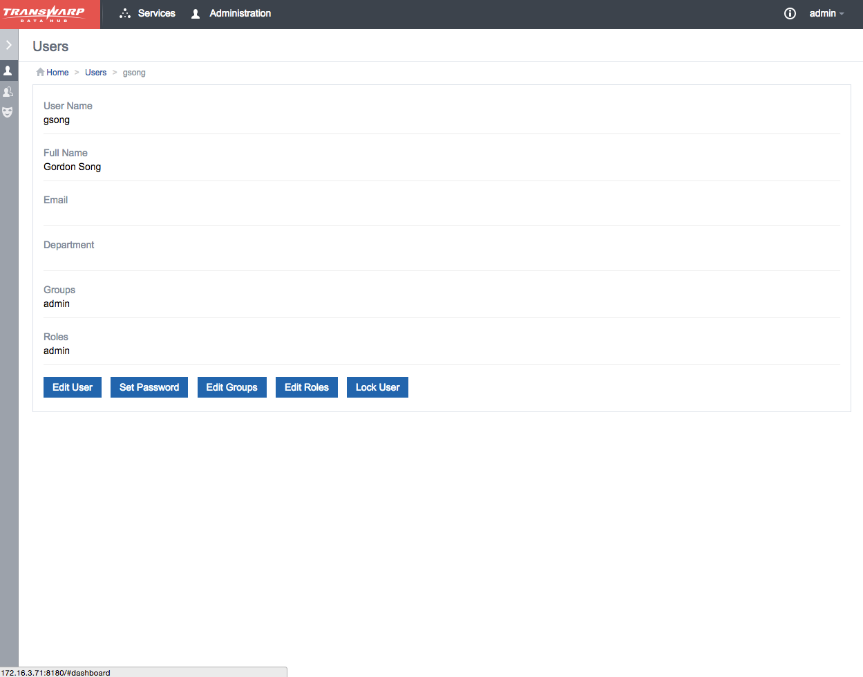 TRANSWARP
DATA HUB
Services
Administration
admin
Users
Home > Users > gsong
User Name
gsong
Full Name
Gordon Song
Email
Department
Groups
admin
Roles
admin
Edit User
Set Password
Edit Groups
Edit Roles
Lock User
172.16.3.71:8180/#dashboard